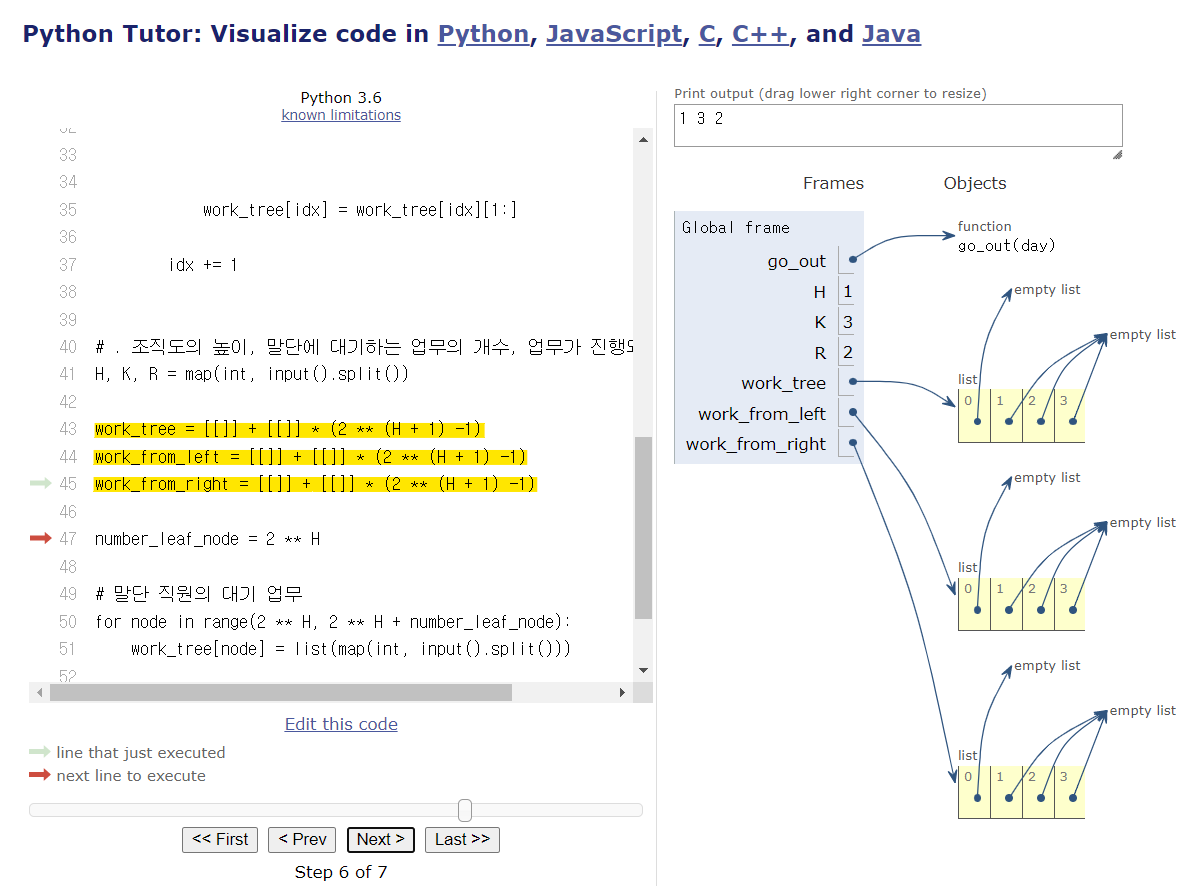 Python Tutor: Visualize code in Python, JavaScript, C, C++, and Java
Python 3.6
known limitations
33
34
35 work_tree[idx] = work_tree[idx][1:]
36
37 idx += 1
38
39
40 # . 조직도의 높이, 말단에 대기하는 업무의 개수, 업무가 진행
41 H, K, R = map(int, input().split())
42
43 work_tree = [[]] + [[]] * (2 ** (H + 1) -1)
44 work_from_left = [[]] + [[]] * (2 ** (H + 1) -1)
45 work_from_right = [[]] + [[]] * (2 ** (H + 1) -1)
46
47 number_leaf_node = 2 ** H
48
49 # 말단 직원의 대기 업무
50 for node in range(2 ** H, 2 ** H + number_leaf_node):
51 work_tree[node] = list(map(int, input().split()))
52
Edit this code
line that just executed
next line to execute
<< First < Prev Next > Last >>
Step 6 of 7
Print output (drag lower right corner to resize)
1 3 2
Frames Objects
Global frame
go_out
H 1
K 3
R 2
work_tree
work_from_left
work_from_right
function
go_out(day)
empty list
empty list
list
0 1 2 3
empty list
empty list
list
0 1 2 3
empty list
empty list
list
0 1 2 3